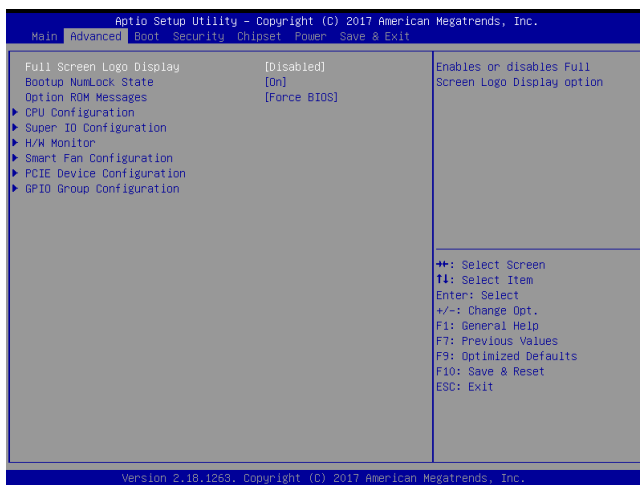 Aptio Setup Utility – Copyright (C) 2017 American Megatrends, Inc.
Main Advanced Boot Security Chipset Power Save & Exit
Full Screen Logo Display [Disabled]
Bootup NumLock State [On]
Option ROM Messages [Force BIOS]
▶ CPU Configuration
▶ Super IO Configuration
▶ H/W Monitor
▶ Smart Fan Configuration
▶ PCIE Device Configuration
▶ GPIO Group Configuration
Enables or disables Full
Screen Logo Display option
→←: Select Screen
↑↓: Select Item
Enter: Select
+/-: Change Opt.
F1: General Help
F7: Previous Values
F9: Optimized Defaults
F10: Save & Reset
ESC: Exit
Version 2.18.1263. Copyright (C) 2017 American Megatrends, Inc.